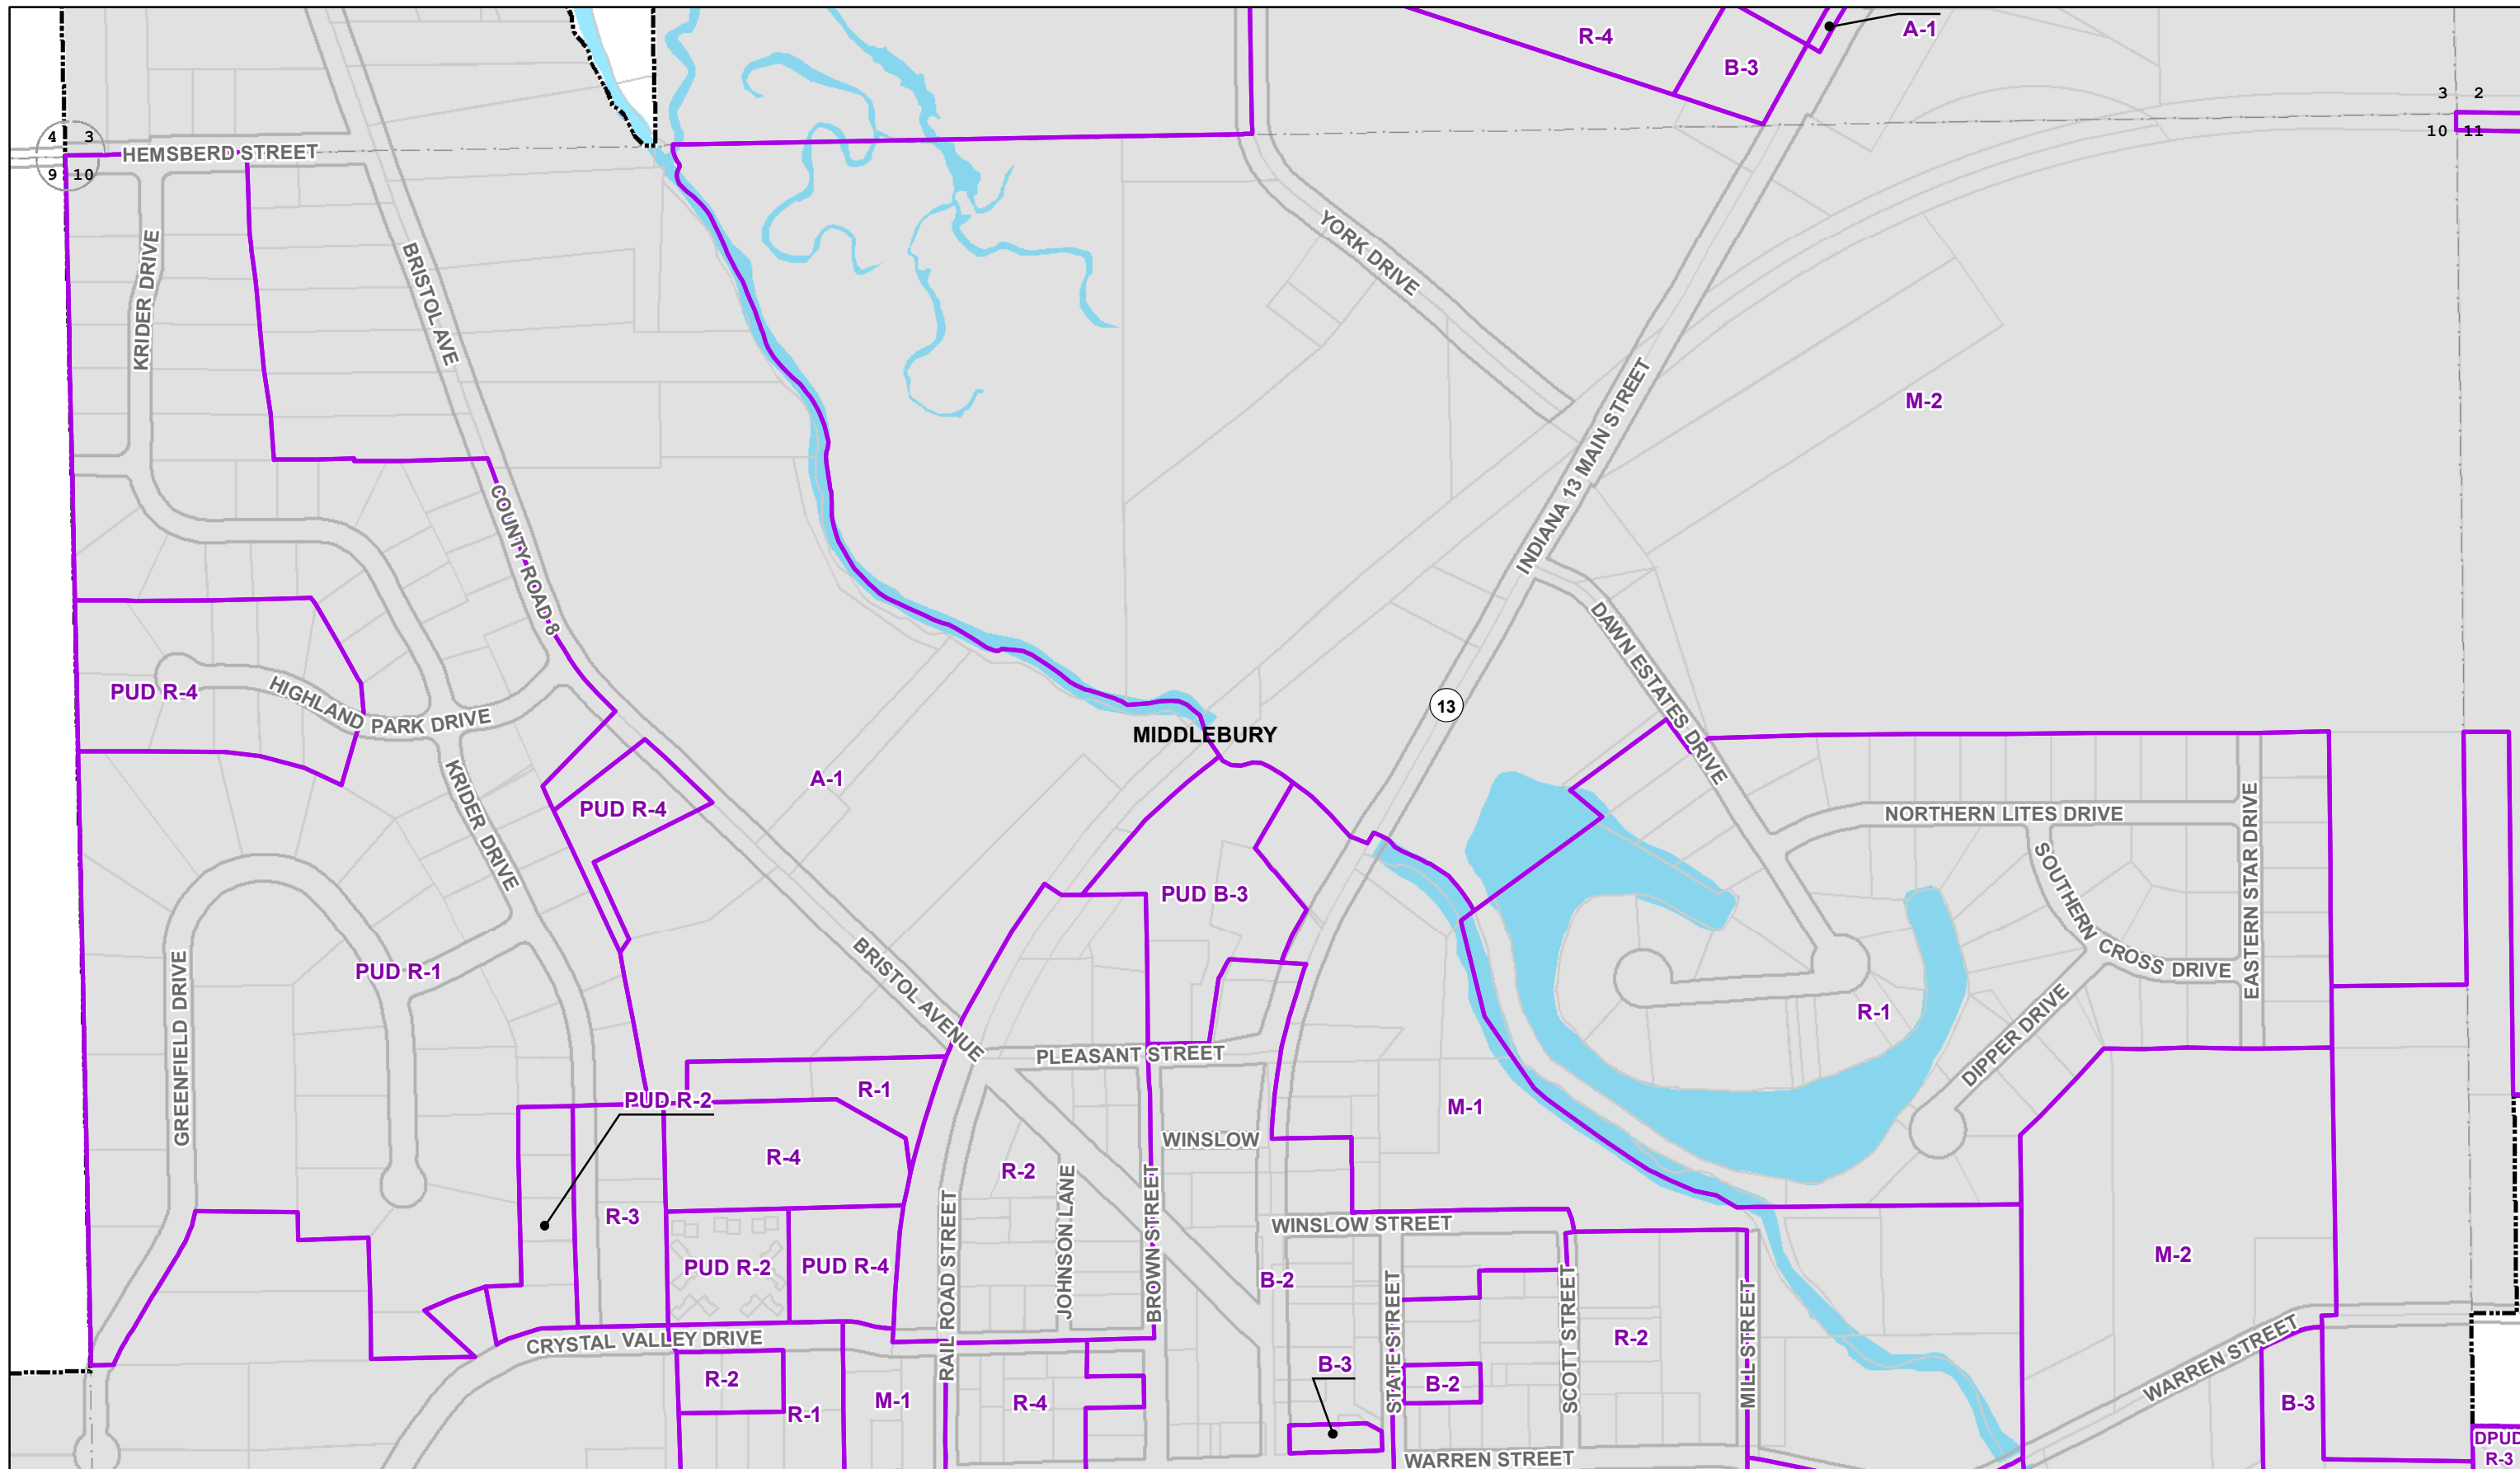 R-4
A-1
B-3
3 2
10 11
4 3
9 10
HEMSBERD STREET
KRIDER DRIVE
BRISTOL AVE
YORK DRIVE
INDIANA 13 MAIN STREET
M-2
COUNTY ROAD 8
DAWN ESTATES DRIVE
PUD R-4
HIGHLAND PARK DRIVE
13
MIDDLEBURY
A-1
PUD R-4
KRIDER DRIVE
NORTHERN LITES DRIVE
EASTERN STAR DRIVE
SOUTHERN CROSS DRIVE
PUD B-3
PUD R-1
GREENFIELD DRIVE
BRISTOL AVENUE
R-1
DIPPER DRIVE
PLEASANT STREET
R-1
PUD R-2
M-1
WINSLOW
R-4
R-2
R-3
JOHNSON LANE
BROWN STREET
RAIL ROAD STREET
WINSLOW STREET
M-2
PUD R-2
PUD R-4
B-2
STATE STREET
SCOTT STREET
R-2
MILL STREET
CRYSTAL VALLEY DRIVE
WARREN STREET
B-3
R-2
B-2
R-1
M-1
R-4
B-3
WARREN STREET
DPUD
R-3